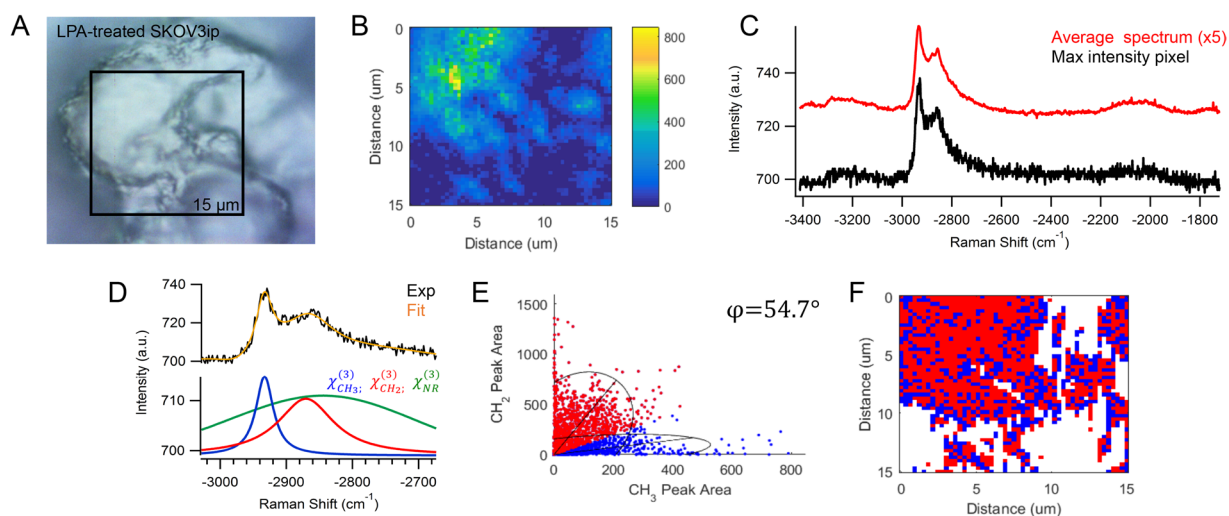 A
LPA-treated SKOV3ip
15 μm
B
Distance (um)
0
5
10
15
0
5
10
15
Distance (um)
800
600
400
200
0
C
Average spectrum (x5)
Max intensity pixel
Intensity (a.u.)
740
720
700
-3400
-3200
-3000
-2800
-2600
-2400
-2200
-2000
-1800
Raman Shift (cm⁻¹)
D
Exp
Fit
Intensity (a.u.)
740
720
700
710
700
χ⁽³⁾CH₃; χ⁽³⁾CH₂; χ⁽³⁾NR
-3000
-2900
-2800
-2700
Raman Shift (cm⁻¹)
E
φ=54.7°
CH₂ Peak Area
1500
1000
500
0
0
200
400
600
800
CH₃ Peak Area
F
Distance (um)
0
5
10
15
0
5
10
15
Distance (um)